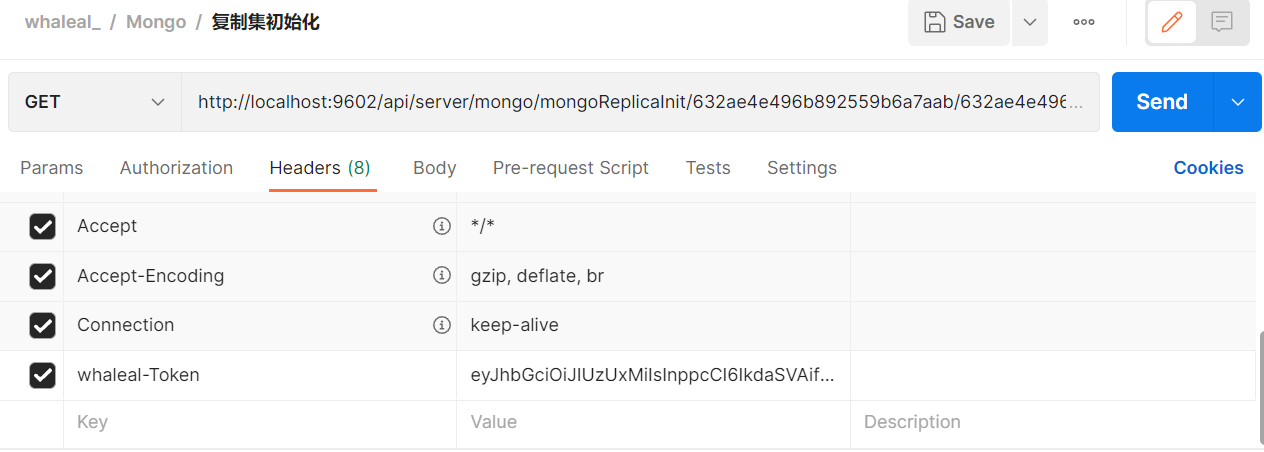 whaleal_ / Mongo / 复制集初始化 Save
GET http://localhost:9602/api/server/mongo/mongoReplicaInit/632ae4e496b892559b6a7aab/632ae4e496... Send
Params Authorization Headers (8) Body Pre-request Script Tests Settings Cookies
Accept */*
Accept-Encoding gzip, deflate, br
Connection keep-alive
whaleal-Token eyJhbGciOiJIUzUxMiIsInppcCI6IkdaSVAif...
Key Value Description